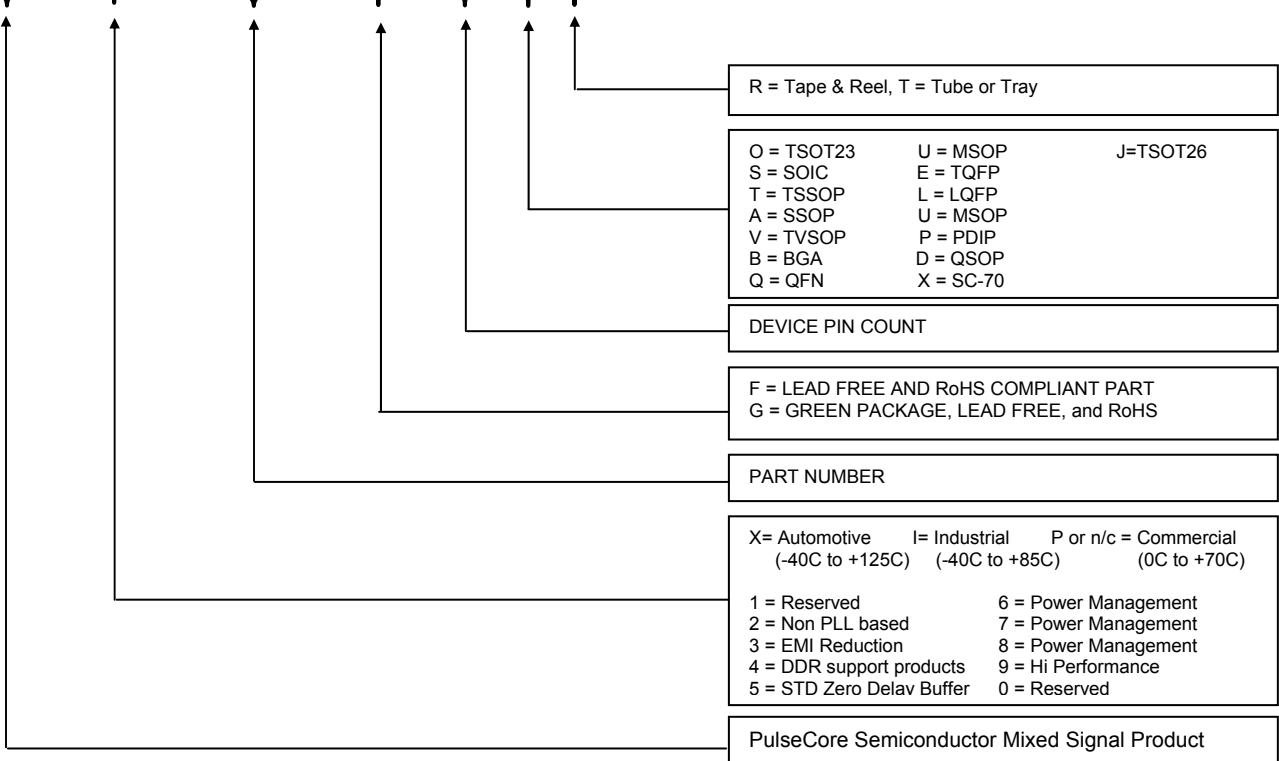 R = Tape & Reel, T = Tube or Tray
O = TSOT23 U = MSOP J=TSOT26
S = SOIC E = TQFP
T = TSSOP L = LQFP
A = SSOP U = MSOP
V = TVSOP P = PDIP
B = BGA D = QSOP
Q = QFN X = SC-70
DEVICE PIN COUNT
F = LEAD FREE AND RoHS COMPLIANT PART
G = GREEN PACKAGE, LEAD FREE, and RoHS
PART NUMBER
X= Automotive I= Industrial P or n/c = Commercial
(-40C to +125C) (-40C to +85C) (0C to +70C)
1 = Reserved 6 = Power Management
2 = Non PLL based 7 = Power Management
3 = EMI Reduction 8 = Power Management
4 = DDR support products 9 = Hi Performance
5 = STD Zero Delav Buffer 0 = Reserved
PulseCore Semiconductor Mixed Signal Product